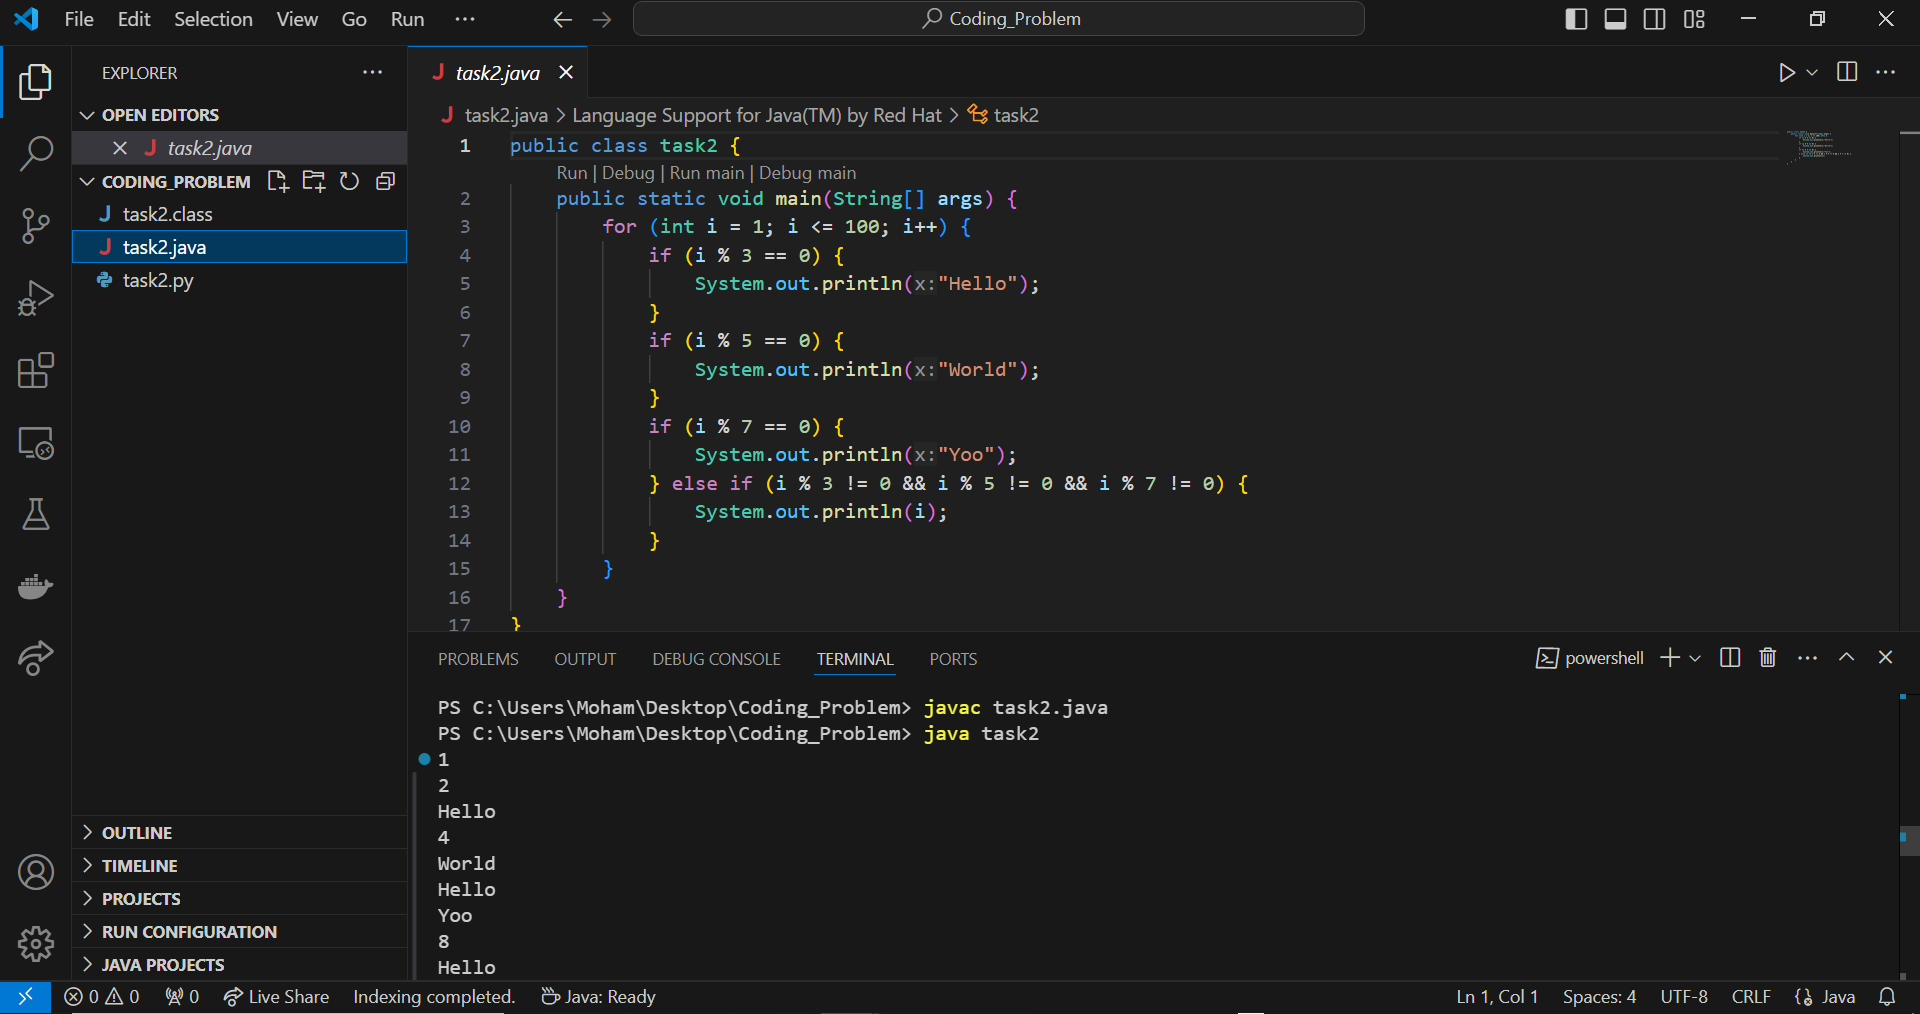 File Edit Selection View Go Run ··· Coding_Problem
EXPLORER
OPEN EDITORS
task2.java
CODING_PROBLEM
task2.class
task2.java
task2.py
OUTLINE
TIMELINE
PROJECTS
RUN CONFIGURATION
JAVA PROJECTS
task2.java
task2.java > Language Support for Java(TM) by Red Hat > task2
1 public class task2 {
Run | Debug | Run main | Debug main
2 public static void main(String[] args) {
3 for (int i = 1; i <= 100; i++) {
4 if (i % 3 == 0) {
5 System.out.println(x:"Hello");
6 }
7 if (i % 5 == 0) {
8 System.out.println(x:"World");
9 }
10 if (i % 7 == 0) {
11 System.out.println(x:"Yoo");
12 } else if (i % 3 != 0 && i % 5 != 0 && i % 7 != 0) {
13 System.out.println(i);
14 }
15 }
16 }
17 }
PROBLEMS OUTPUT DEBUG CONSOLE TERMINAL PORTS powershell
PS C:\Users\Moham\Desktop\Coding_Problem> javac task2.java
PS C:\Users\Moham\Desktop\Coding_Problem> java task2
1
2
Hello
4
World
Hello
Yoo
8
Hello
0 0 0 Live Share Indexing completed. Java: Ready Ln 1, Col 1 Spaces: 4 UTF-8 CRLF Java